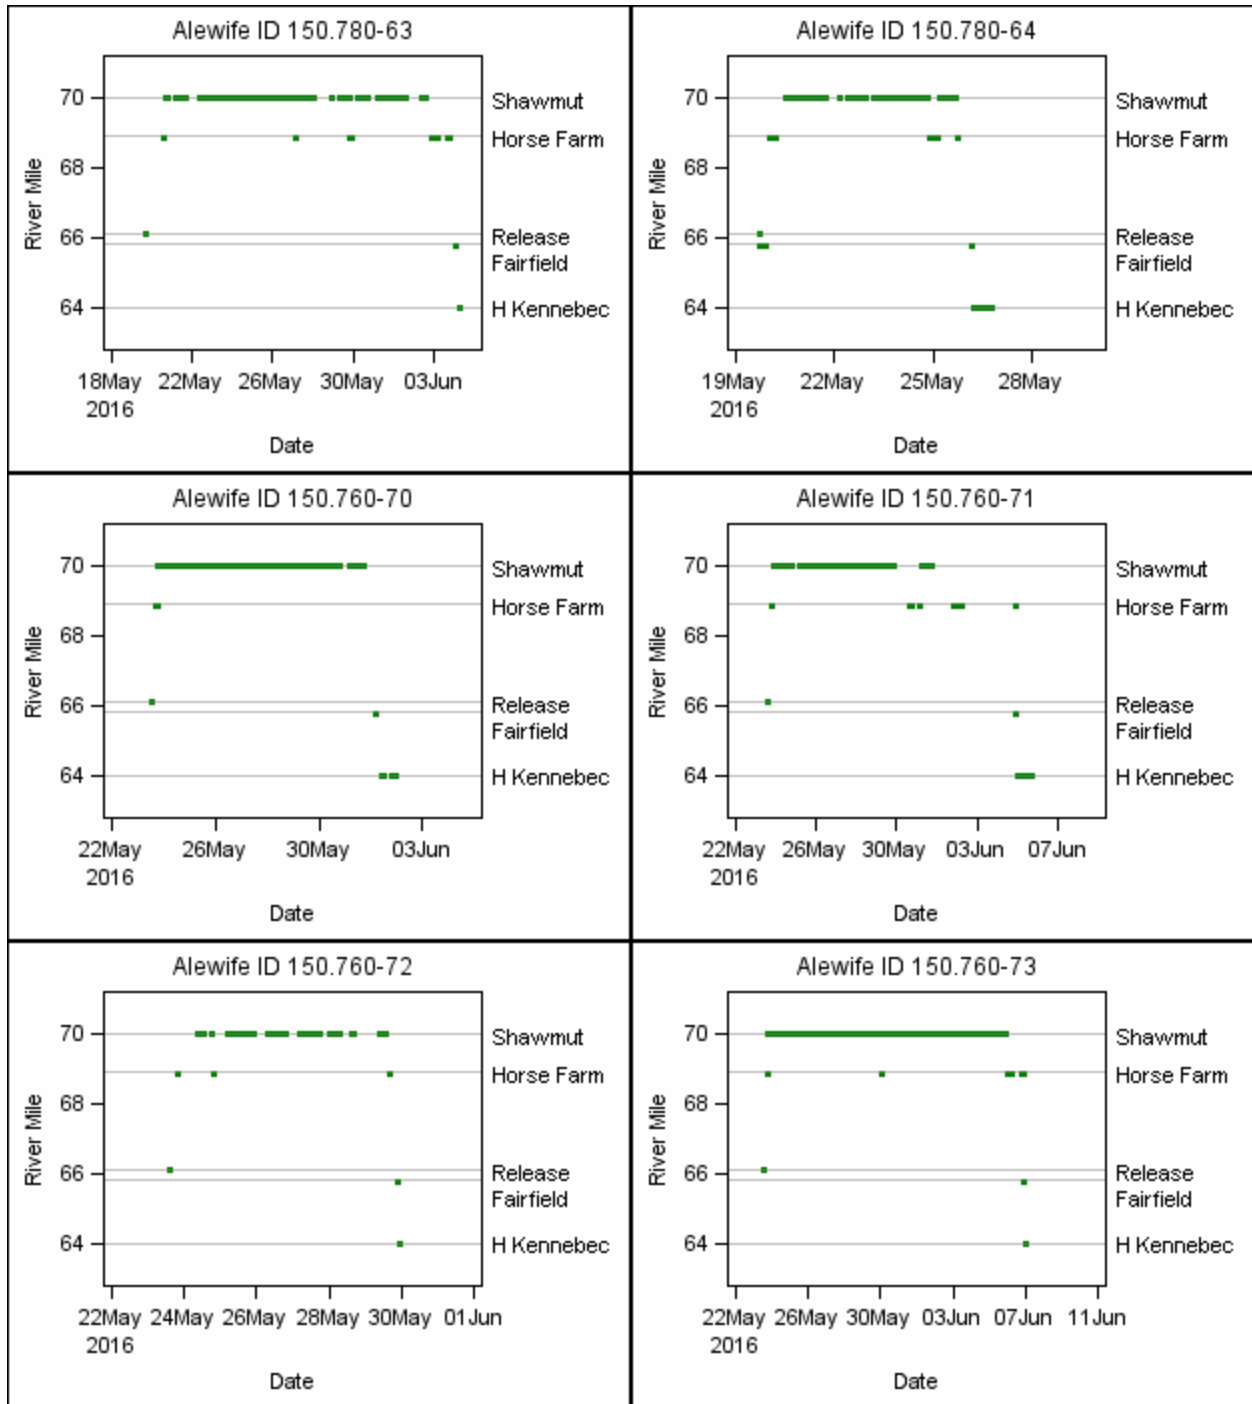 Alewife ID 150.780-63
70
68
66
64
River Mile
Shawmut
Horse Farm
Release
Fairfield
H Kennebec
18May 22May 26May 30May 03Jun
2016
Date
Alewife ID 150.780-64
70
68
66
64
River Mile
Shawmut
Horse Farm
Release
Fairfield
H Kennebec
19May 22May 25May 28May
2016
Date
Alewife ID 150.760-70
70
68
66
64
River Mile
Shawmut
Horse Farm
Release
Fairfield
H Kennebec
22May 26May 30May 03Jun
2016
Date
Alewife ID 150.760-71
70
68
66
64
River Mile
Shawmut
Horse Farm
Release
Fairfield
H Kennebec
22May 26May 30May 03Jun 07Jun
2016
Date
Alewife ID 150.760-72
70
68
66
64
River Mile
Shawmut
Horse Farm
Release
Fairfield
H Kennebec
22May 24May 26May 28May 30May 01Jun
2016
Date
Alewife ID 150.760-73
70
68
66
64
River Mile
Shawmut
Horse Farm
Release
Fairfield
H Kennebec
22May 26May 30May 03Jun 07Jun 11Jun
2016
Date